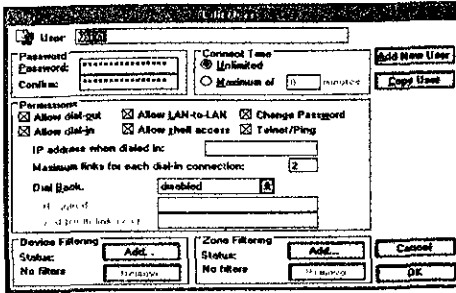 User
Password
Password:
Confirm:
Connect Time
Unlimited
Maximum of 0 minutes
Add New User
Copy User
Permissions
Allow dial-out
Allow LAN-to-LAN
Change Password
Allow dial-in
Allow shell access
Telnet/Ping
IP address when dialed in:
Maximum links for each dial-in connection: 2
Dial Back: disabled
Device Filtering
Status:
No filters
Add...
Remove
Zone Filtering
Status:
No filters
Add...
Remove
Cancel
OK